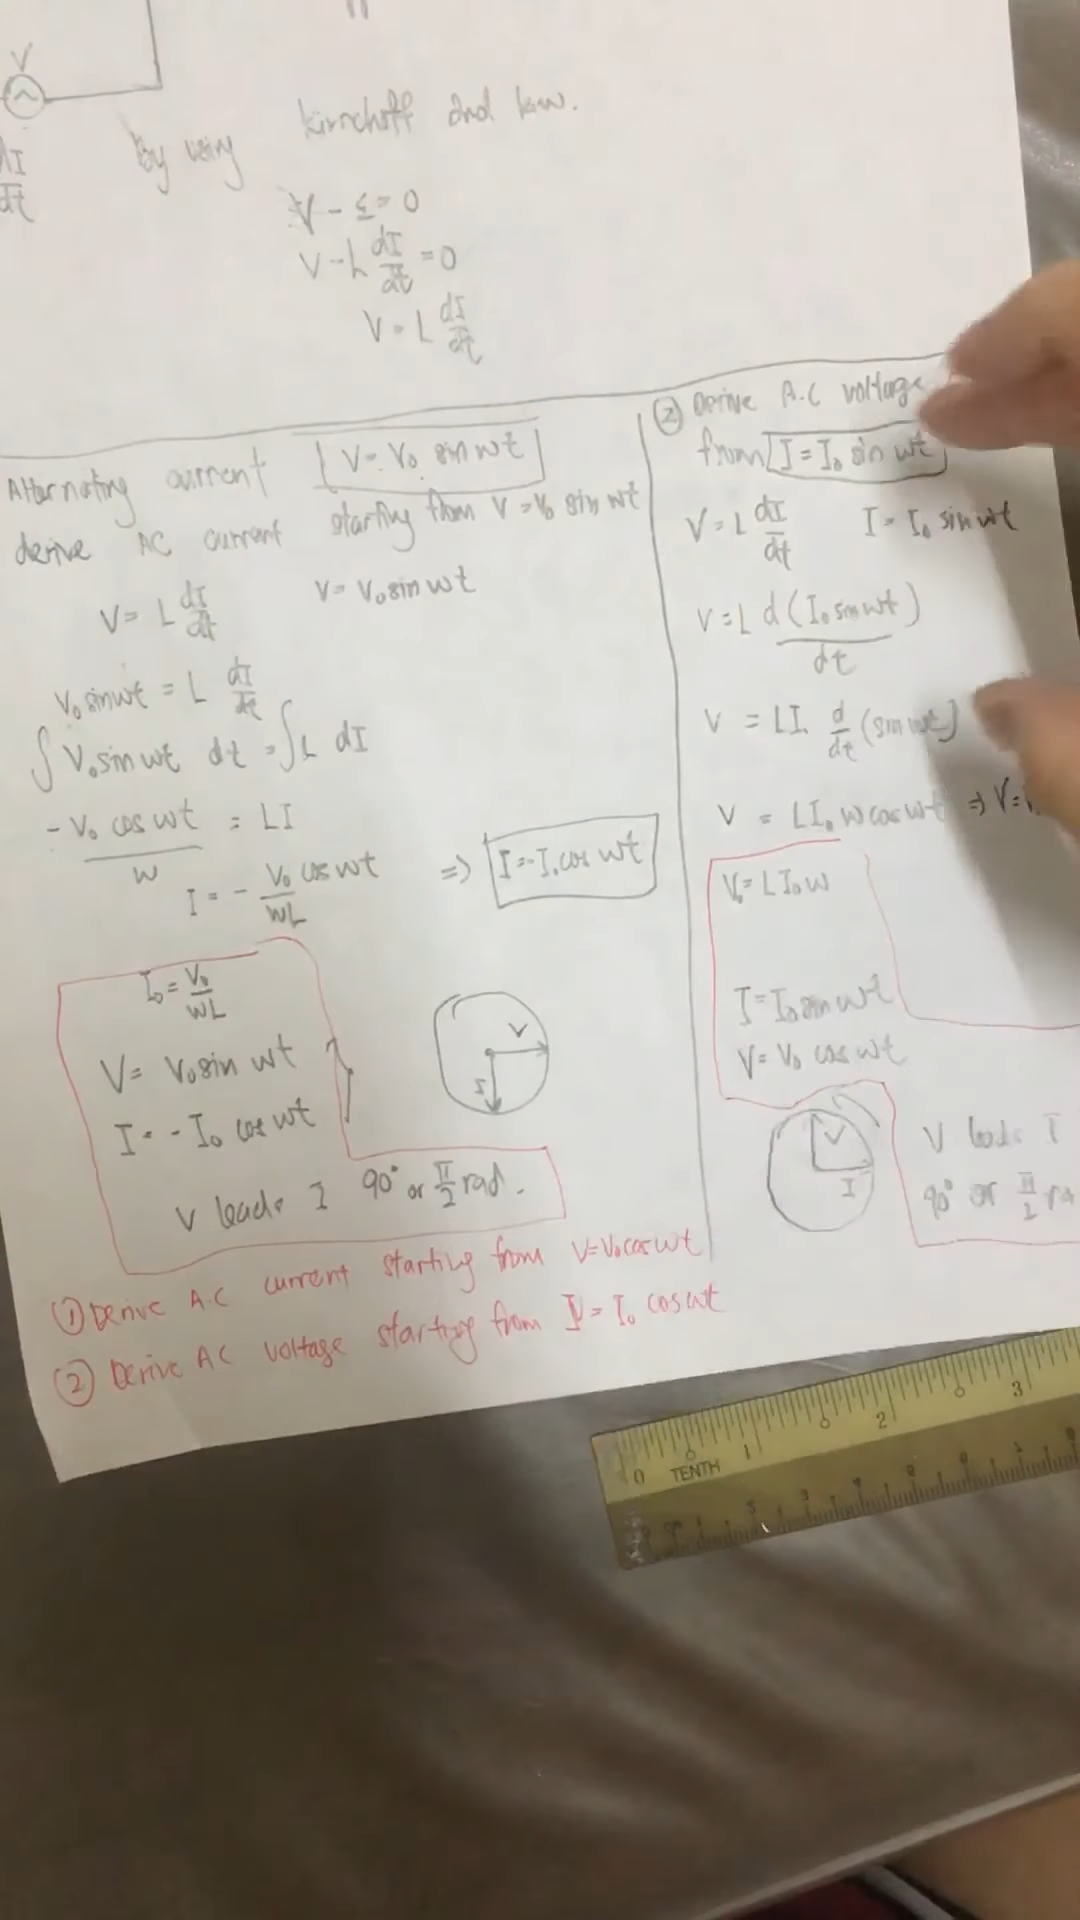 V
dI
dt
By using kirrchoff 2nd law.
V - ε = 0
V - L dI/dt = 0
V = L dI/dt
Alternating current V = V₀ sin wt
derive AC current starting from V = V₀ sin wt
V = L dI/dt V = V₀ sin wt
V₀ sin wt = L dI/dt
∫ V₀ sin wt dt = ∫ L dI
- V₀ cos wt / w = LI
I = - V₀ cos wt / wL ⇒ I = - I₀ cos wt
I₀ = V₀/wL
V = V₀ sin wt
I = - I₀ cos wt
V
I
V leads I 90° or π/2 rad.
② Derive A.C voltage
from I = I₀ sin wt
V = L dI/dt I = I₀ sin wt
V = L d(I₀ sin wt)/dt
V = LI₀ d/dt (sin wt)
V = LI₀ w cos wt ⇒ V =
V₀ = LI₀w
I = I₀ sin wt
V = V₀ cos wt
V
I
V leads I
90° or π/2
① Derive A.C current starting from V = V₀ cos wt
② Derive AC voltage starting from I = I₀ cos wt
0 TENTH 1 2 3